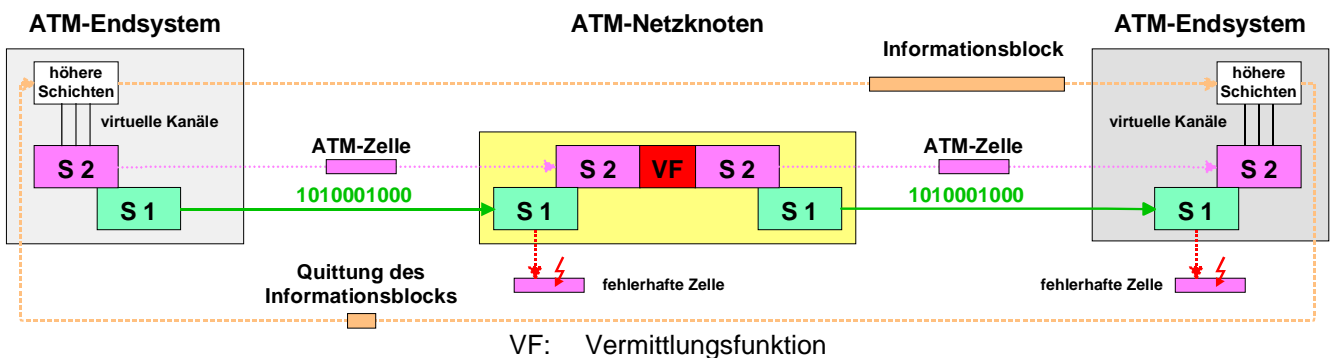 ATM-Endsystem
ATM-Netzknoten
ATM-Endsystem
Informationsblock
höhere
Schichten
höhere
Schichten
virtuelle Kanäle
virtuelle Kanäle
ATM-Zelle
ATM-Zelle
S 2
S 2
VF
S 2
S 2
1010001000
1010001000
S 1
S 1
S 1
S 1
Quittung des
Informationsblocks
fehlerhafte Zelle
fehlerhafte Zelle
VF: Vermittlungsfunktion